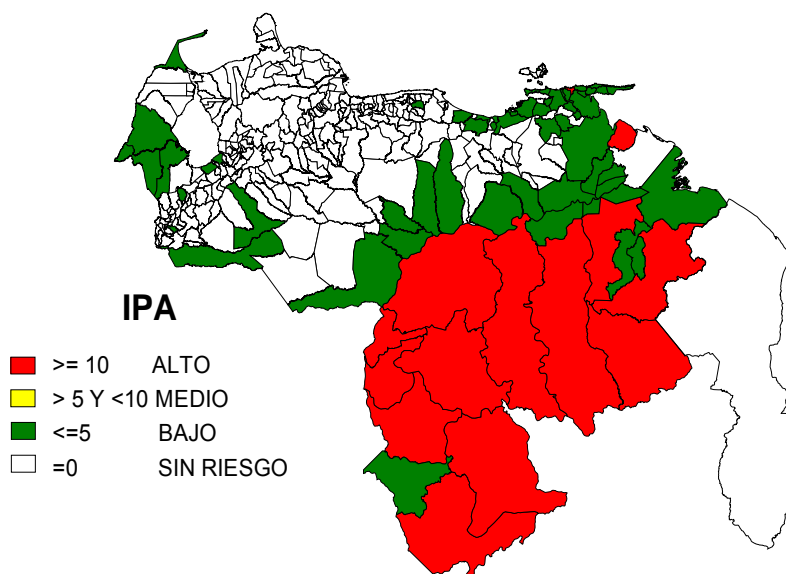 IPA
>= 10 ALTO
> 5 Y <10 MEDIO
<=5 BAJO
=0 SIN RIESGO